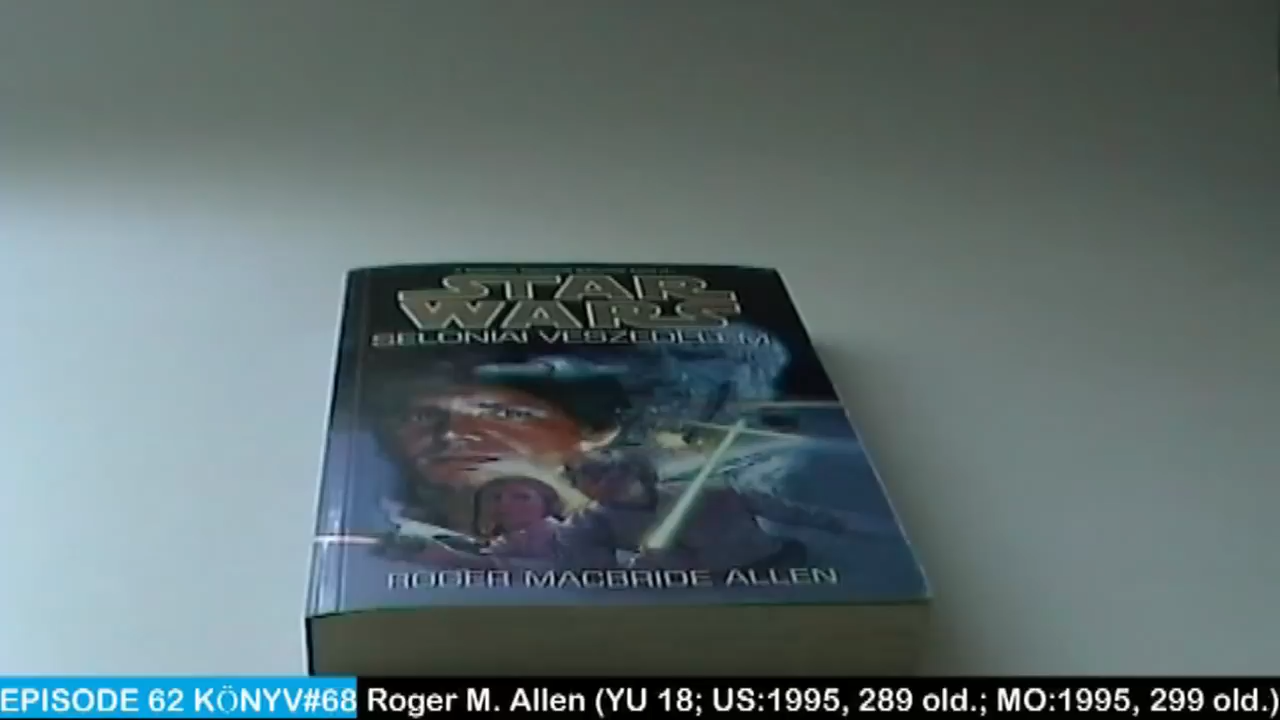 STAR
WARS
SELONIAI VESZEDELEM
ROGER MACBRIDE ALLEN
EPISODE 62 KÖNYV#68 Roger M. Allen (YU 18; US:1995, 289 old.; MO:1995, 299 old.)